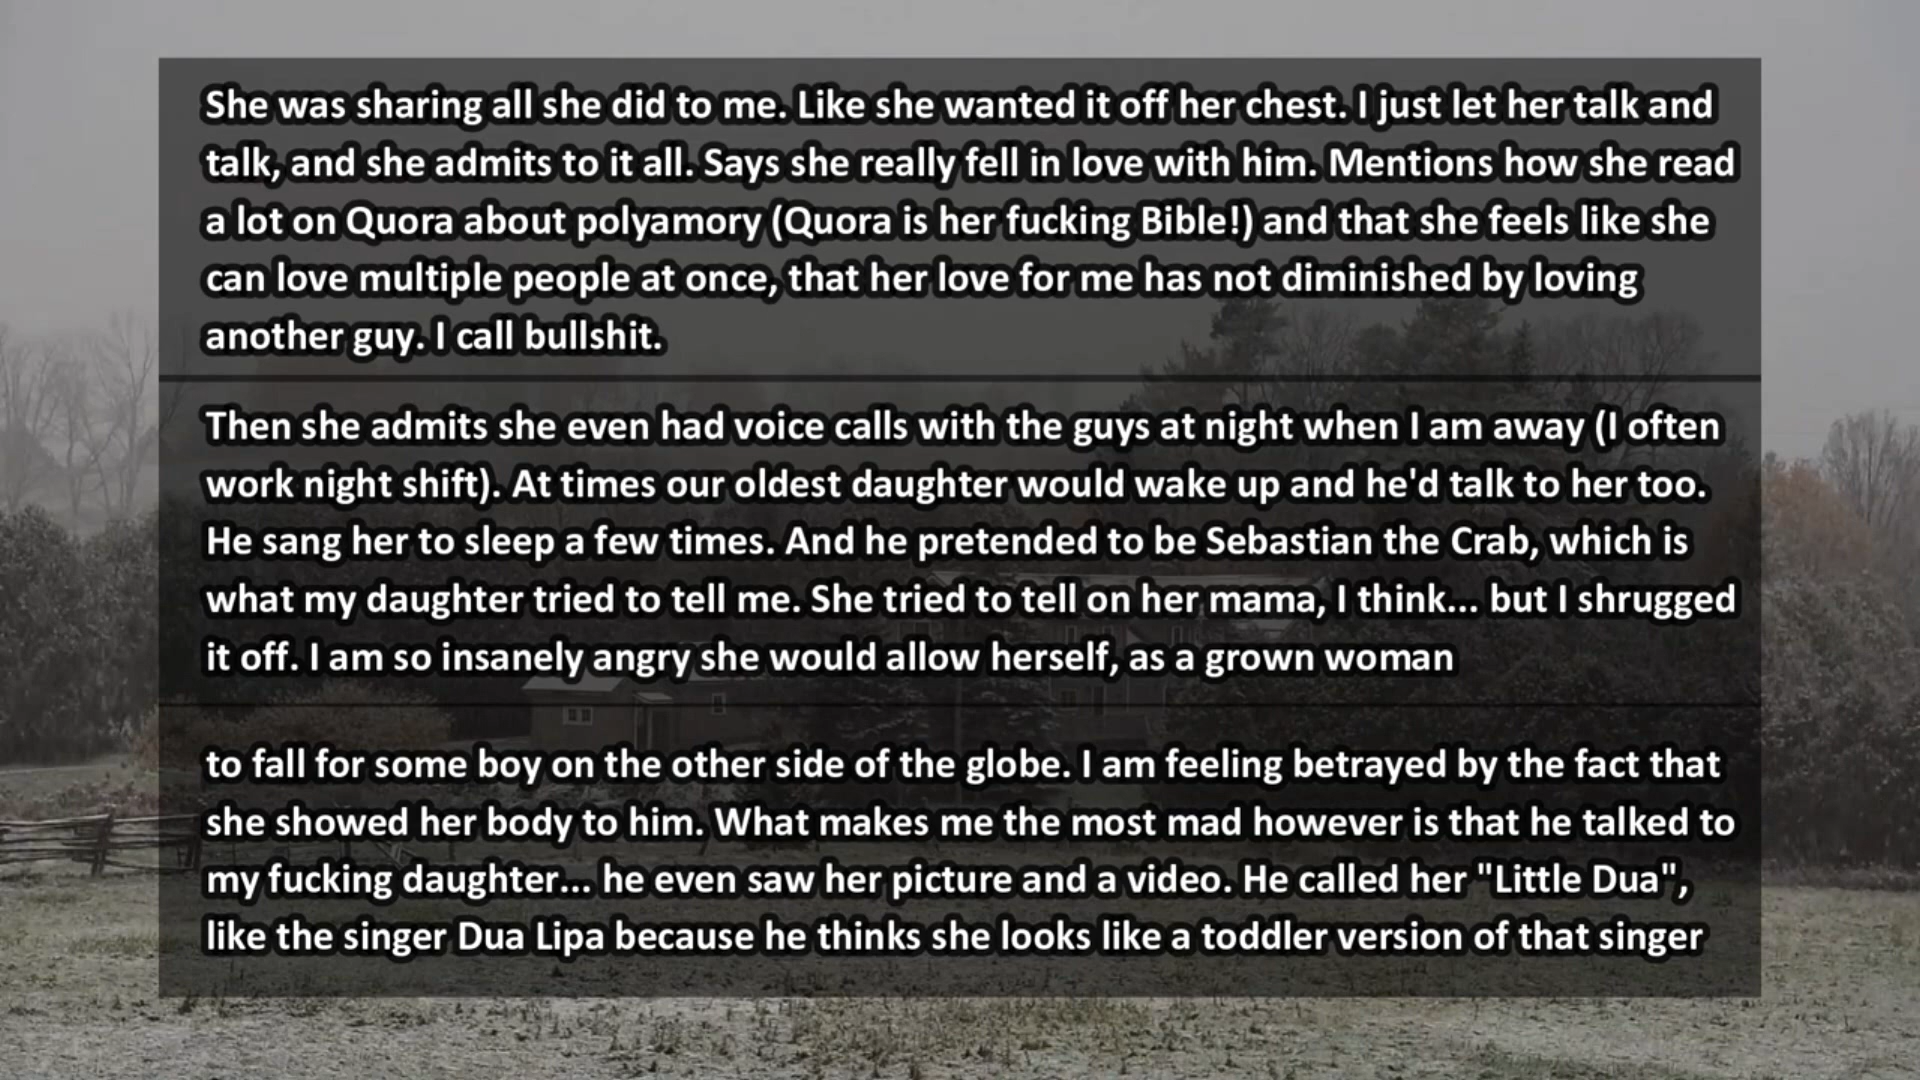 She was sharing all she did to me. Like she wanted it off her chest. I just let her talk and
talk, and she admits to it all. Says she really fell in love with him. Mentions how she read
a lot on Quora about polyamory (Quora is her fucking Bible!) and that she feels like she
can love multiple people at once, that her love for me has not diminished by loving
another guy. I call bullshit.
Then she admits she even had voice calls with the guys at night when I am away (I often
work night shift). At times our oldest daughter would wake up and he'd talk to her too.
He sang her to sleep a few times. And he pretended to be Sebastian the Crab, which is
what my daughter tried to tell me. She tried to tell on her mama, I think... but I shrugged
it off. I am so insanely angry she would allow herself, as a grown woman
to fall for some boy on the other side of the globe. I am feeling betrayed by the fact that
she showed her body to him. What makes me the most mad however is that he talked to
my fucking daughter... he even saw her picture and a video. He called her "Little Dua",
like the singer Dua Lipa because he thinks she looks like a toddler version of that singer